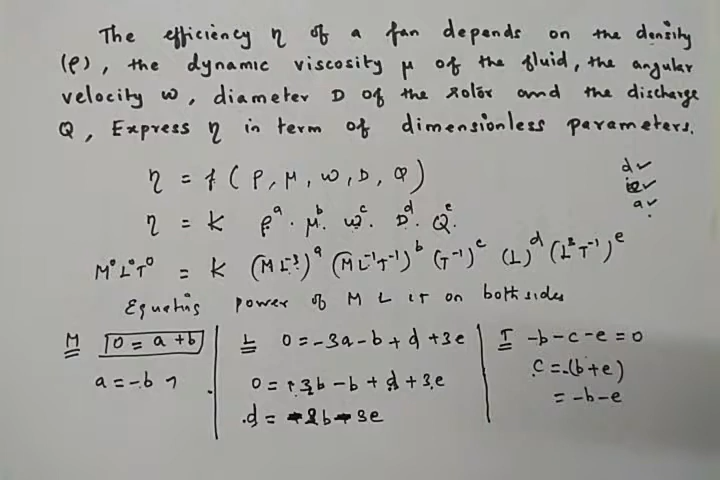 The efficiency η of a fan depends on the density
(ρ), the dynamic viscosity μ of the fluid, the angular
velocity ω, diameter D of the rotor and the discharge
Q, Express η in term of dimensionless parameters.
η = f (ρ, μ, ω, D, Q)
d✓
✓
a✓
η = K ρ^a . μ^b . ω^c . D^d . Q^e.
M⁰L⁰T⁰ = K (ML⁻³)^a (ML⁻¹T⁻¹)^b (T⁻¹)^c (L)^d (L³T⁻¹)^e
Equating power of M L & T on both sides
M 0 = a + b
a = -b
L 0 = -3a - b + d + 3e
0 = +3b - b + d + 3e
d = -2b - 3e
T -b - c - e = 0
c = -(b + e)
= -b - e